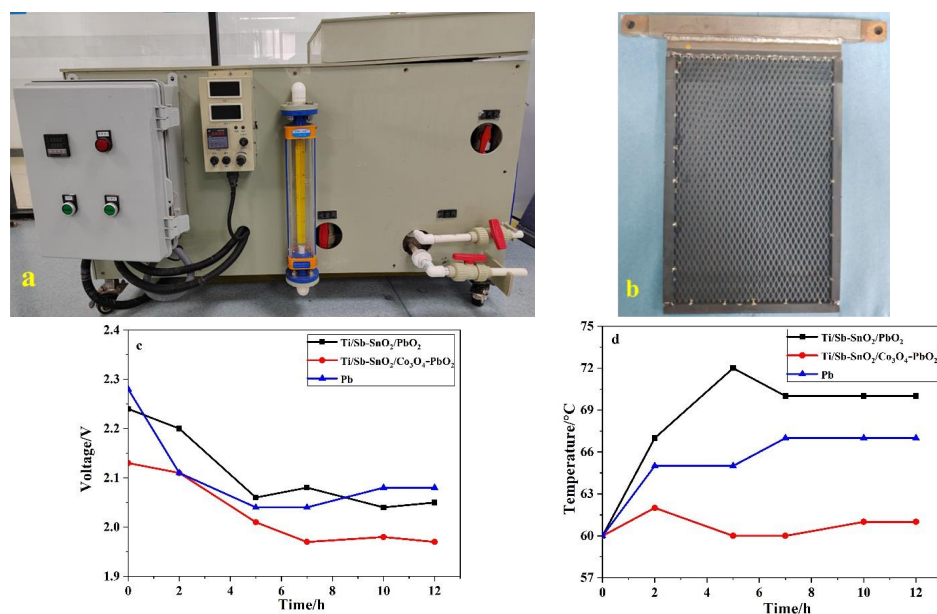 a
b
c
Ti/Sb-SnO₂/PbO₂
Ti/Sb-SnO₂/Co₃O₄-PbO₂
Pb
2.4
2.3
2.2
2.1
2.0
1.9
Voltage/V
0 2 4 6 8 10 12
Time/h
d
Ti/Sb-SnO₂/PbO₂
Ti/Sb-SnO₂/Co₃O₄-PbO₂
Pb
75
72
69
66
63
60
57
Temperature/°C
0 2 4 6 8 10 12
Time/h